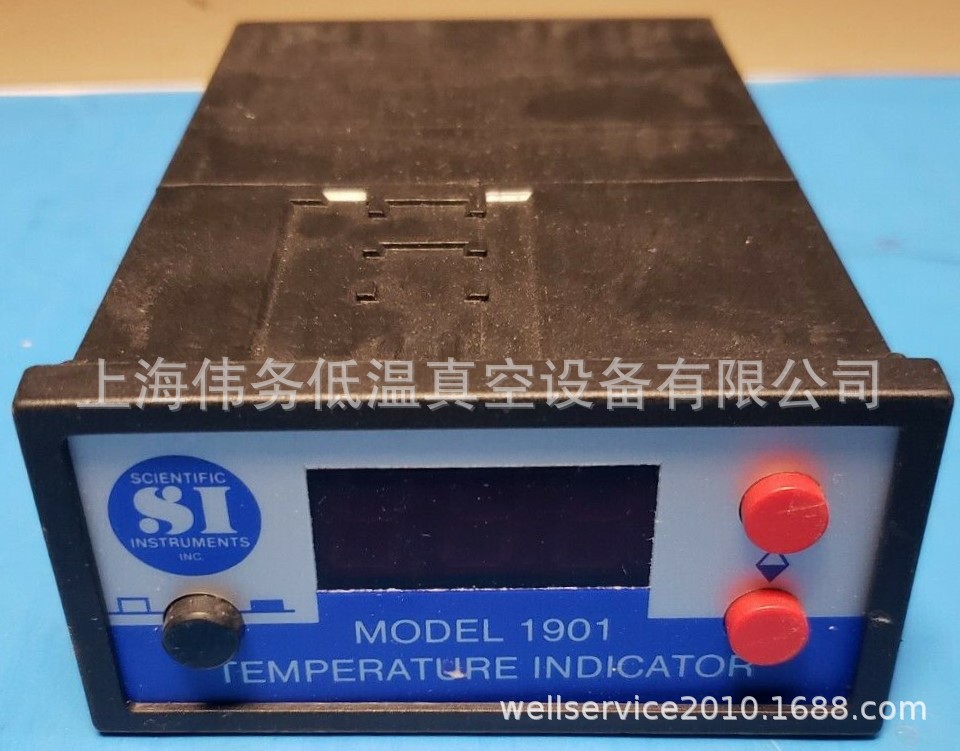 上海伟务低温真空设备有限公司
SCIENTIFIC
SI
INSTRUMENTS
INC.
MODEL 1901
TEMPERATURE INDICATOR
wellservice2010.1688.com